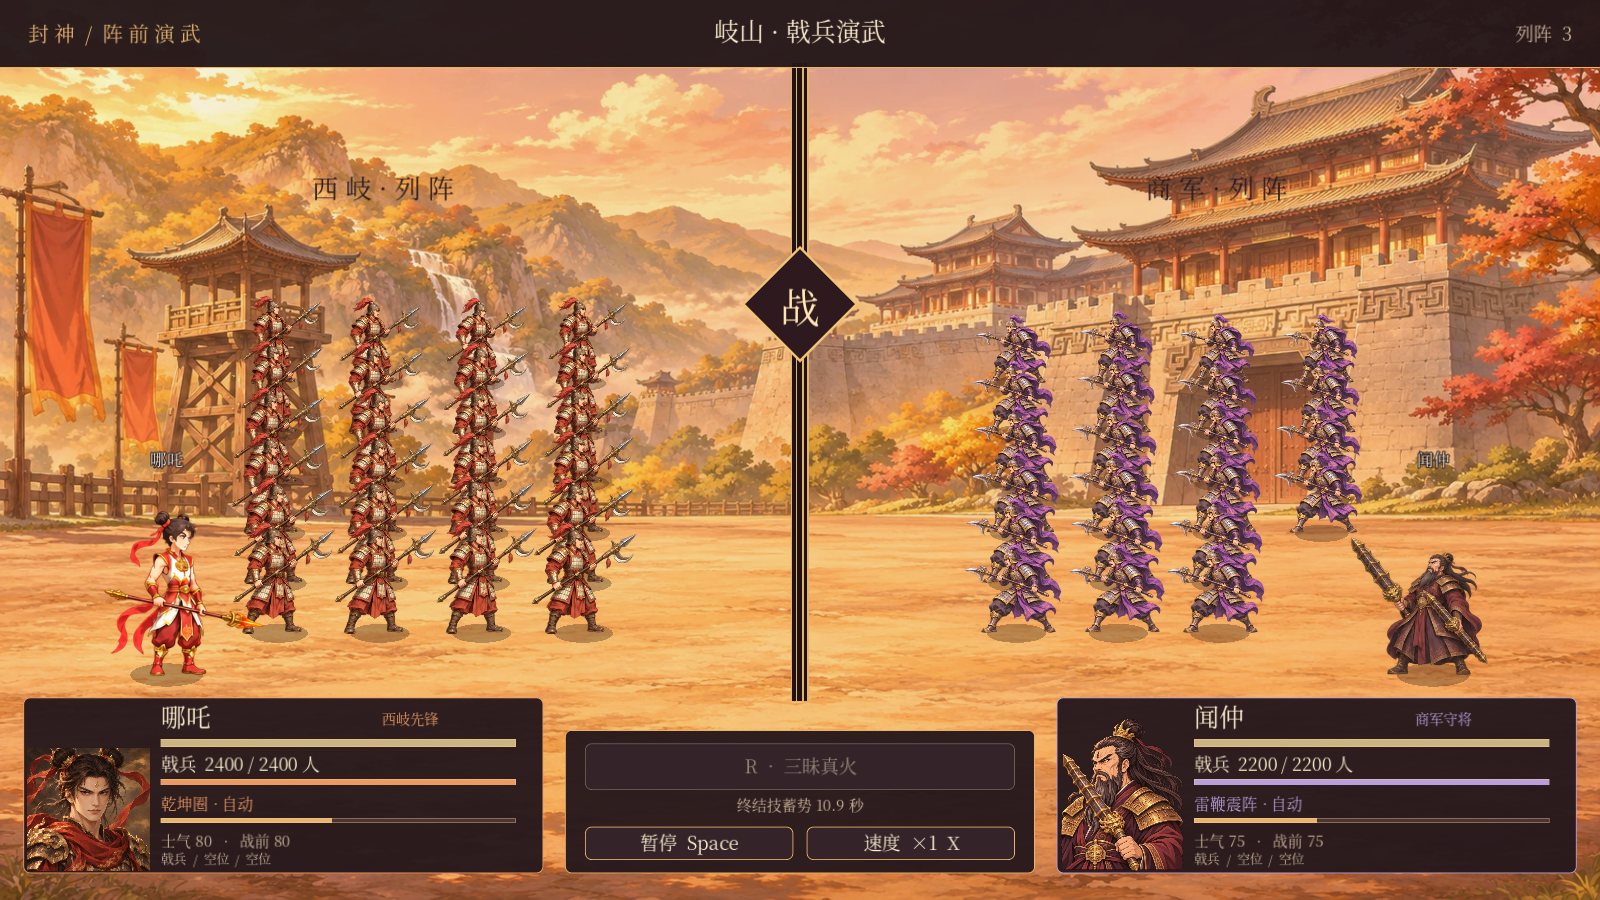 封神 / 阵前演武
岐山 · 戟兵演武
列阵 3
西岐·列阵
商军·列阵
战
哪吒
闻仲
哪吒
西岐先锋
戟兵 2400 / 2400 人
乾坤圈 · 自动
士气 80 · 战前 80
戟兵 / 空位 / 空位
R · 三昧真火
终结技蓄势 10.9 秒
暂停 Space
速度 ×1 X
闻仲
商军守将
戟兵 2200 / 2200 人
雷鞭震阵 · 自动
士气 75 · 战前 75
戟兵 / 空位 / 空位